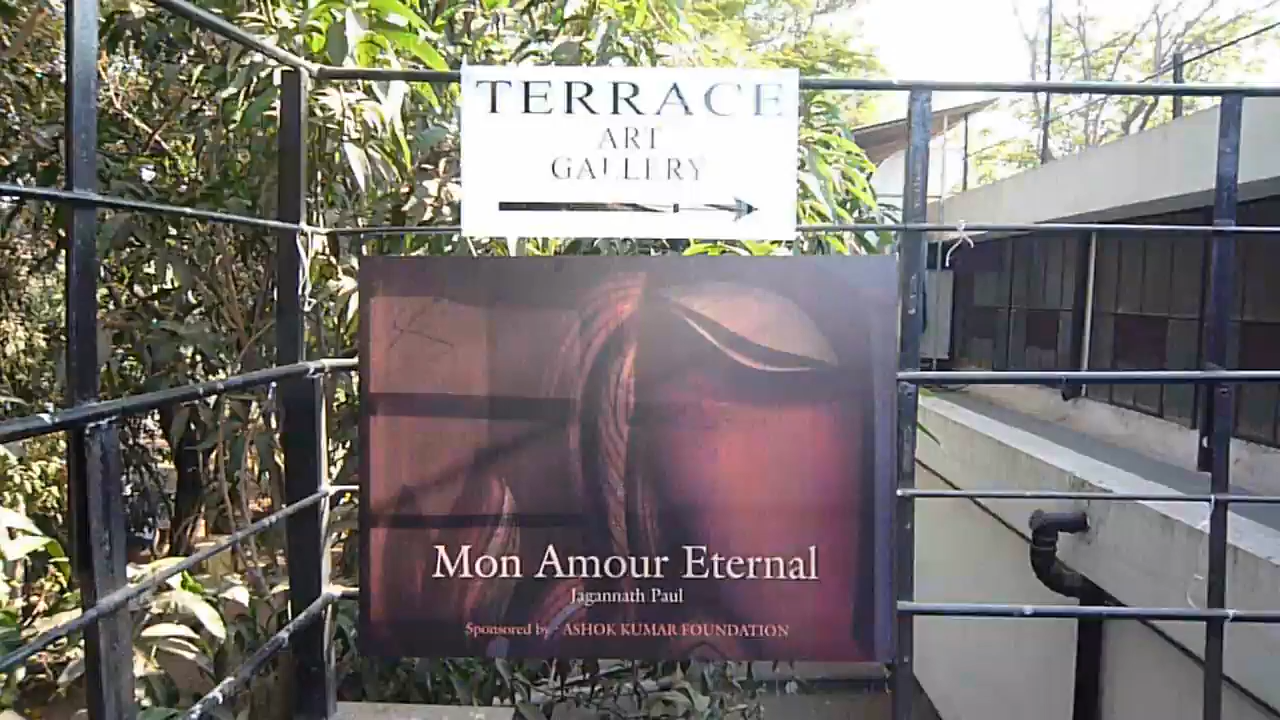 TERRACE
ART
GALLERY
Mon Amour Eternal
Jagannath Paul
Sponsored by - ASHOK KUMAR FOUNDATION